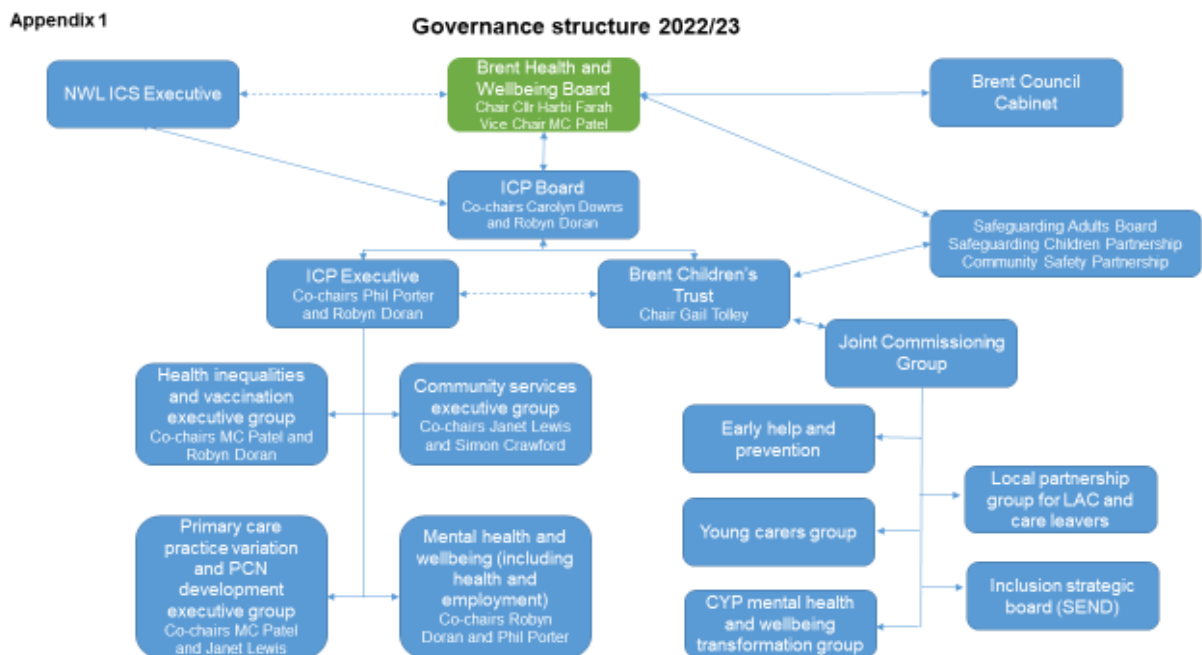 Appendix 1
Governance structure 2022/23
NWL ICS Executive
Brent Health and
Wellbeing Board
Chair Cllr Harbi Farah
Vice Chair MC Patel
Brent Council
Cabinet
ICP Board
Co-chairs Carolyn Downs
and Robyn Doran
Safeguarding Adults Board
Safeguarding Children Partnership
Community Safety Partnership
ICP Executive
Co-chairs Phil Porter
and Robyn Doran
Brent Children's
Trust
Chair Gail Tolley
Joint Commissioning
Group
Health inequalities
and vaccination
executive group
Co-chairs MC Patel and
Robyn Doran
Community services
executive group
Co-chairs Janet Lewis
and Simon Crawford
Early help and
prevention
Local partnership
group for LAC and
care leavers
Young carers group
Primary care
practice variation
and PCN
development
executive group
Co-chairs MC Patel
and Janet Lewis
Mental health and
wellbeing (including
health and
employment)
Co-chairs Robyn
Doran and Phil Porter
Inclusion strategic
board (SEND)
CYP mental health
and wellbeing
transformation group